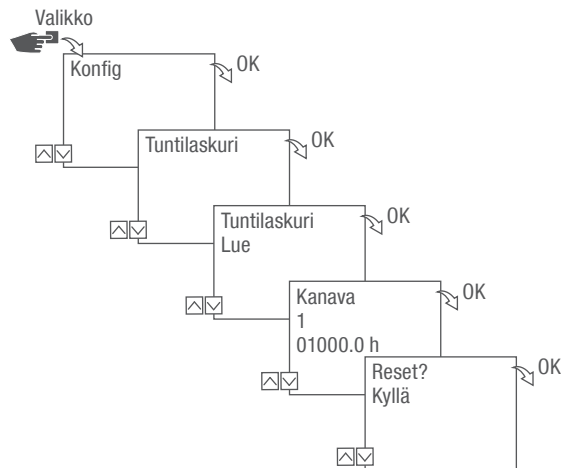 Valikko
Konfig
OK
Tuntilaskuri
OK
Tuntilaskuri
Lue
OK
Kanava
1
01000.0 h
OK
Reset?
Kyllä
OK